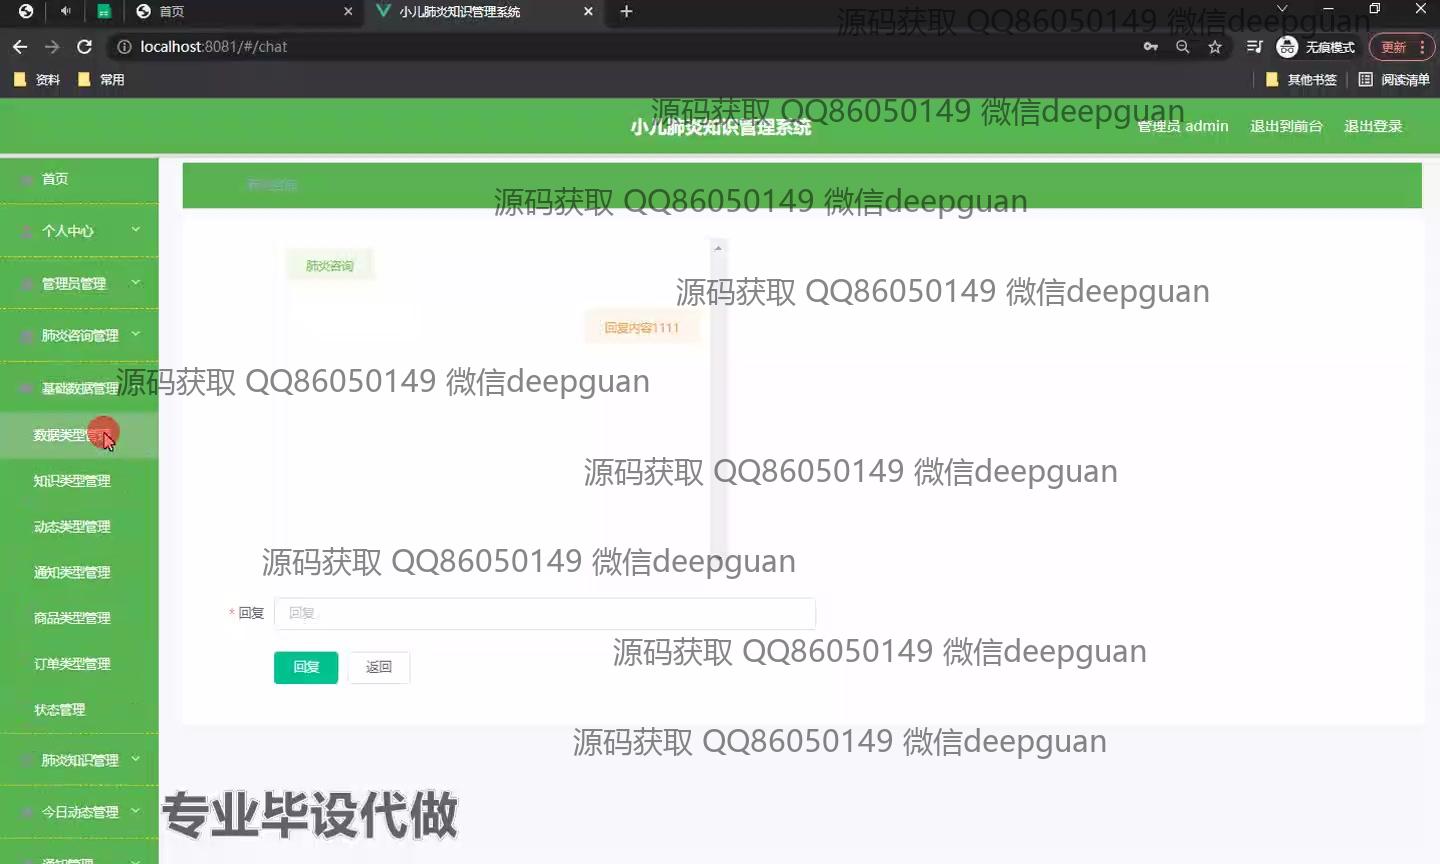 首页
小儿肺炎知识管理系统
源码获取 QQ86050149 微信deepguan
localhost:8081/#/chat
无痕模式
更新
资料
常用
其他书签
阅读清单
源码获取 QQ86050149 微信deepguan
小儿肺炎知识管理系统
管理员 admin
退出到前台
退出登录
首页
源码获取 QQ86050149 微信deepguan
个人中心
肺炎咨询
管理员管理
源码获取 QQ86050149 微信deepguan
回复内容1111
肺炎咨询管理
源码获取 QQ86050149 微信deepguan
基础数据管理
数据类型管理
源码获取 QQ86050149 微信deepguan
知识类型管理
动态类型管理
源码获取 QQ86050149 微信deepguan
通知类型管理
* 回复
回复
商品类型管理
源码获取 QQ86050149 微信deepguan
订单类型管理
回复
返回
状态管理
源码获取 QQ86050149 微信deepguan
肺炎知识管理
今日动态管理
专业毕设代做
通知管理